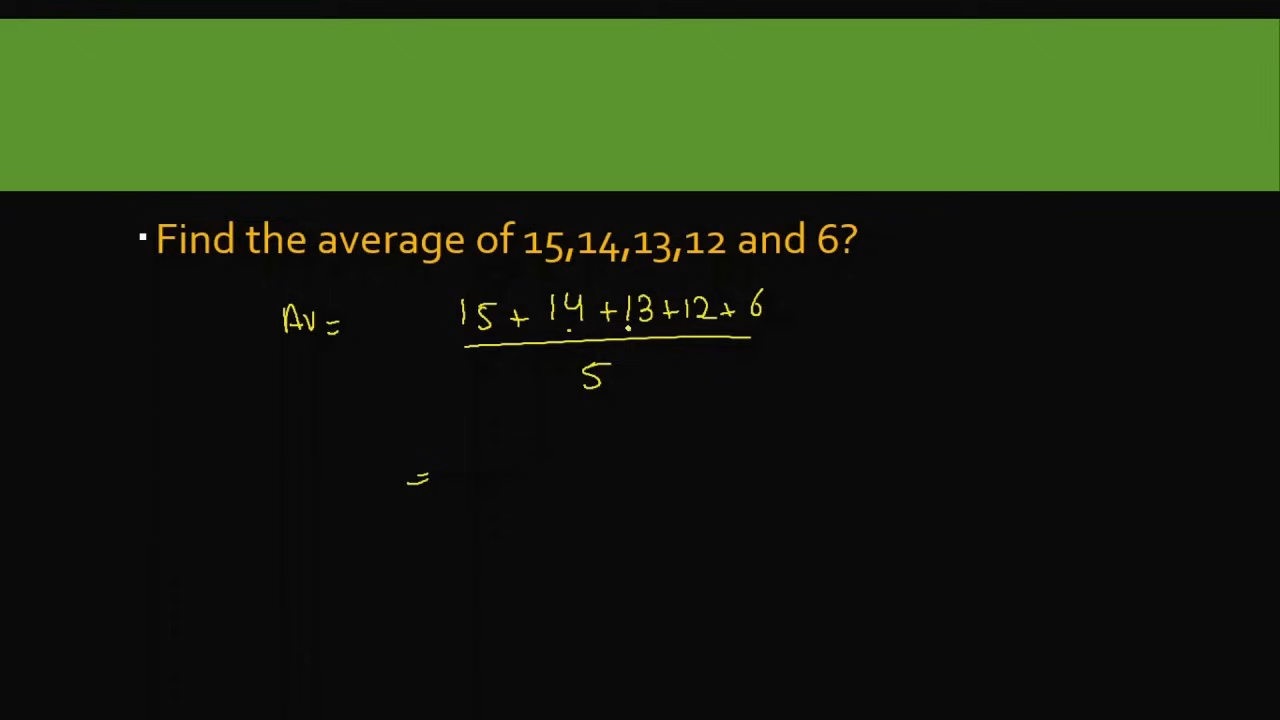 Find the average of 15,14,13,12 and 6?
Av = 15 + 14 + 13 + 12 + 6
5
=